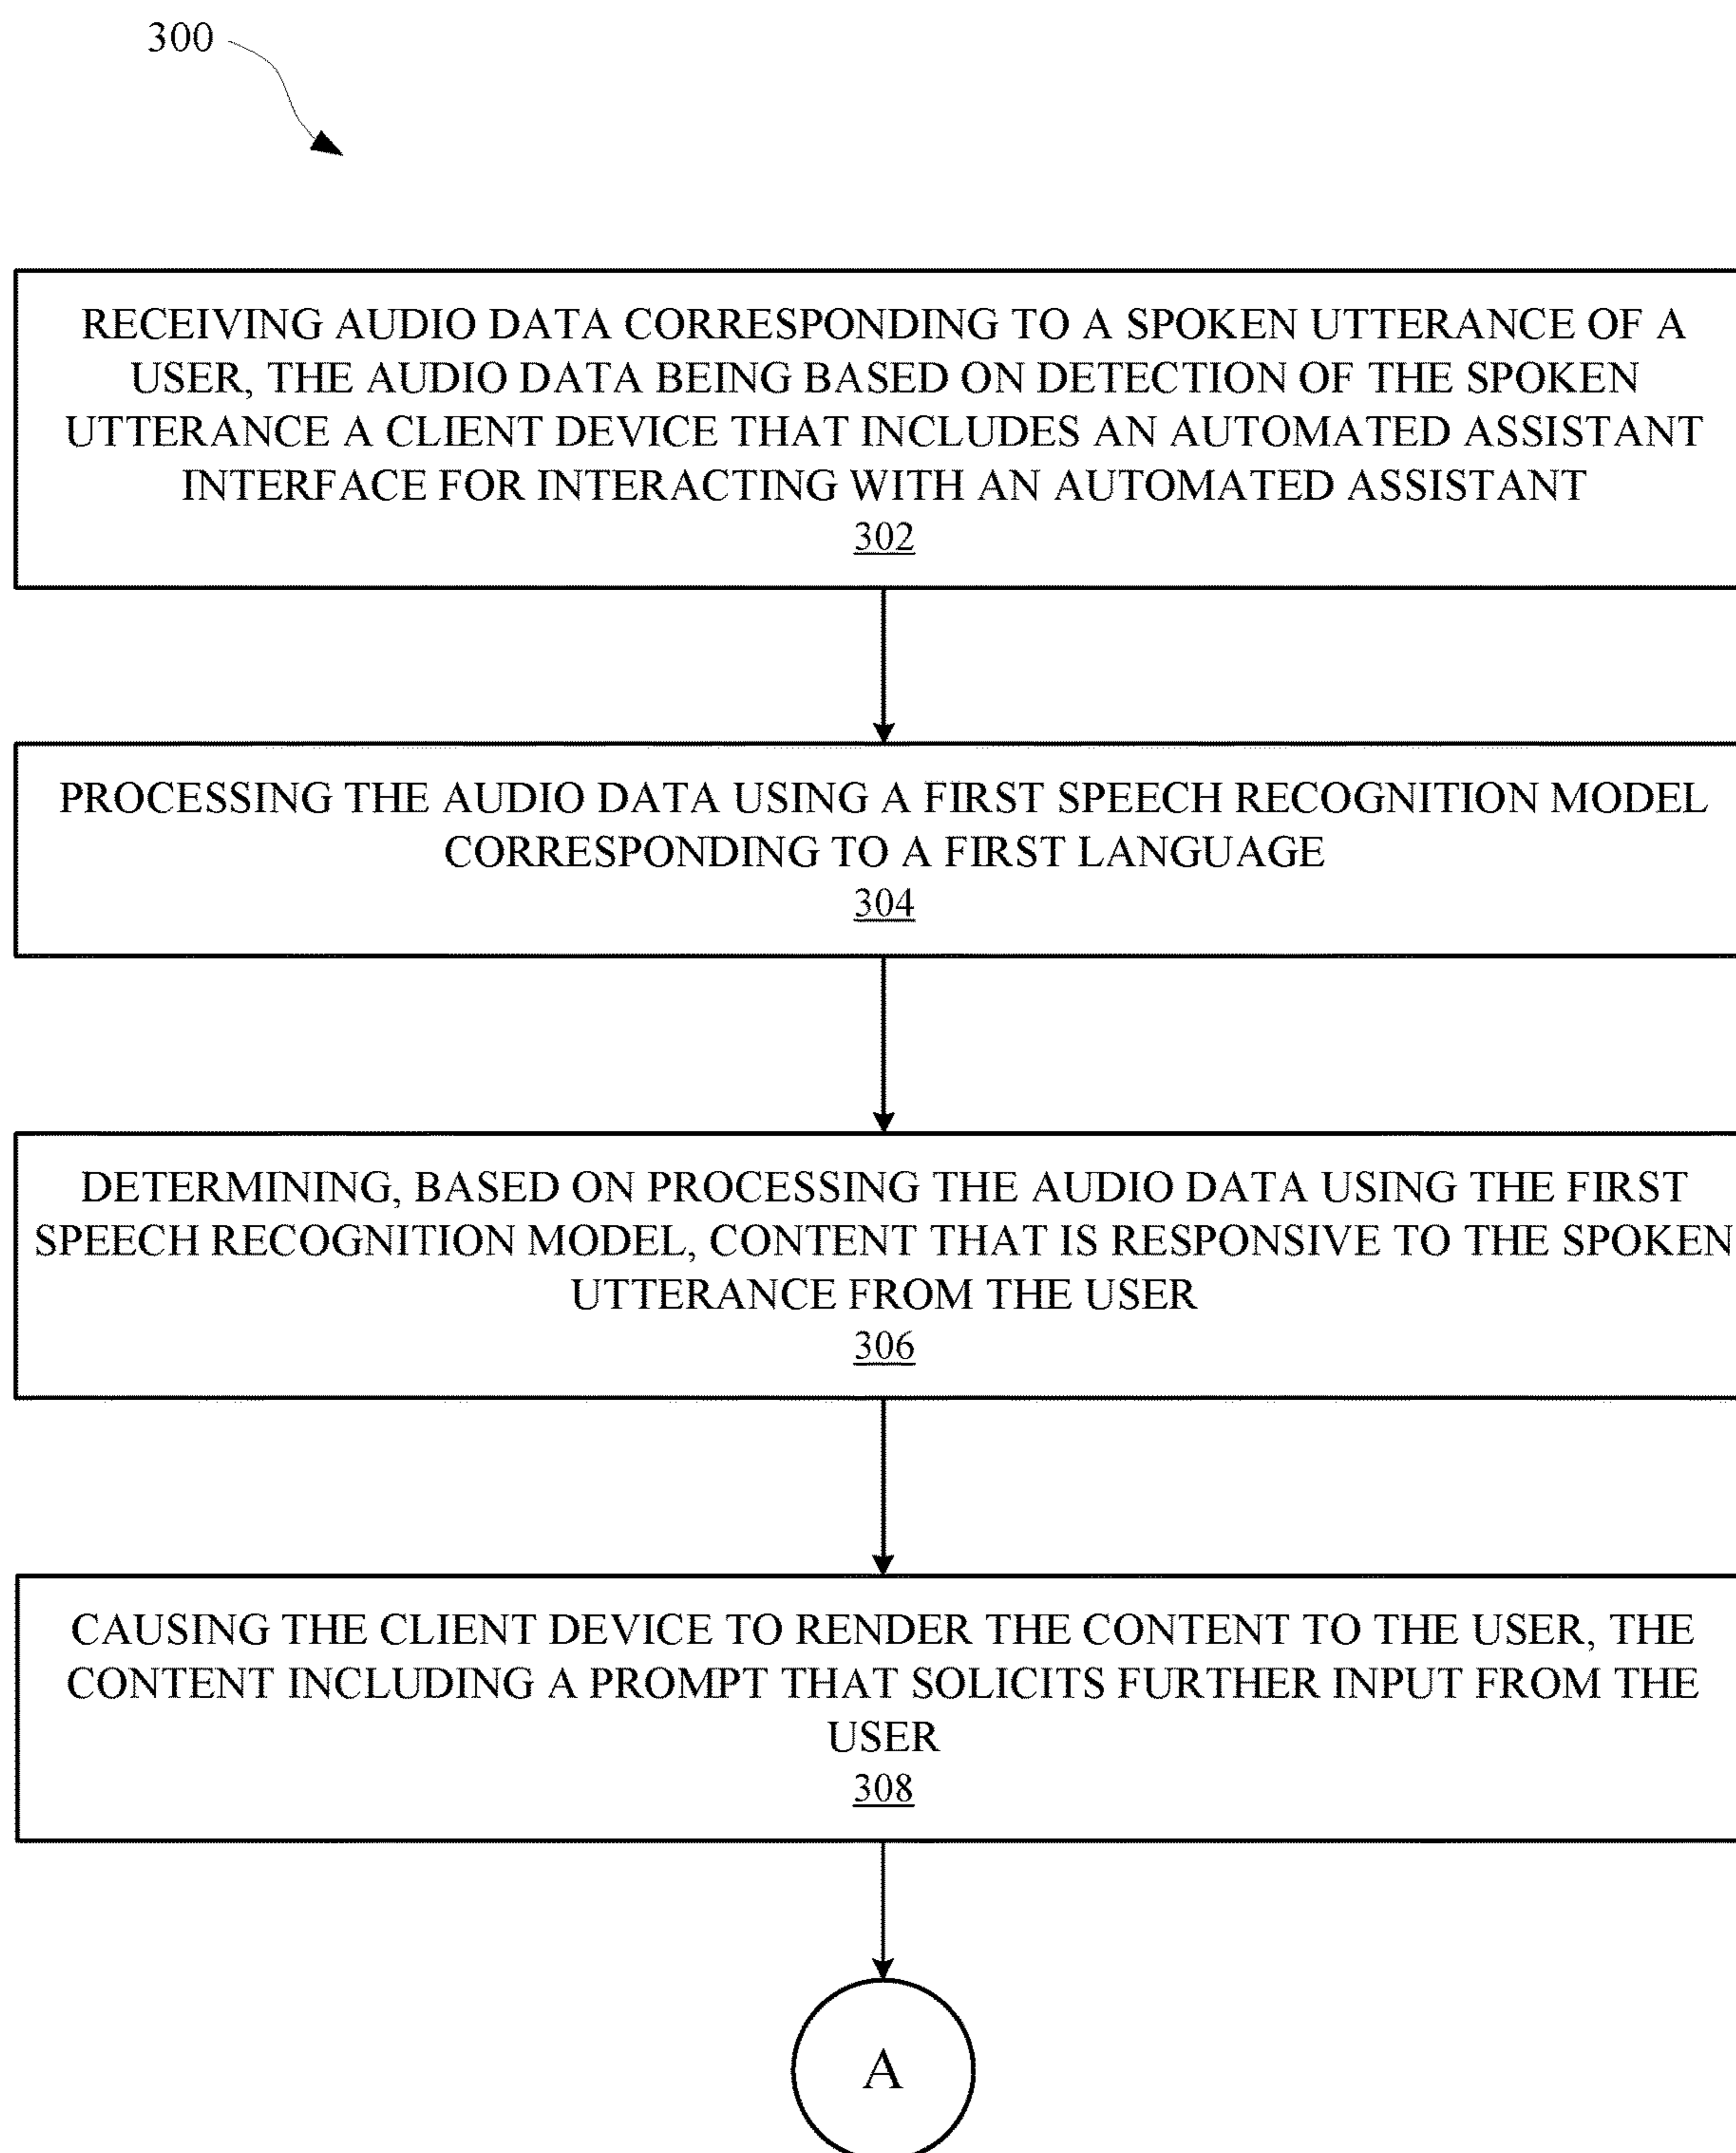 300
RECEIVING AUDIO DATA CORRESPONDING TO A SPOKEN UTTERANCE OF A
USER, THE AUDIO DATA BEING BASED ON DETECTION OF THE SPOKEN
UTTERANCE A CLIENT DEVICE THAT INCLUDES AN AUTOMATED ASSISTANT
INTERFACE FOR INTERACTING WITH AN AUTOMATED ASSISTANT
302
PROCESSING THE AUDIO DATA USING A FIRST SPEECH RECOGNITION MODEL
CORRESPONDING TO A FIRST LANGUAGE
304
DETERMINING, BASED ON PROCESSING THE AUDIO DATA USING THE FIRST
SPEECH RECOGNITION MODEL, CONTENT THAT IS RESPONSIVE TO THE SPOKEN
UTTERANCE FROM THE USER
306
CAUSING THE CLIENT DEVICE TO RENDER THE CONTENT TO THE USER, THE
CONTENT INCLUDING A PROMPT THAT SOLICITS FURTHER INPUT FROM THE
USER
308
A